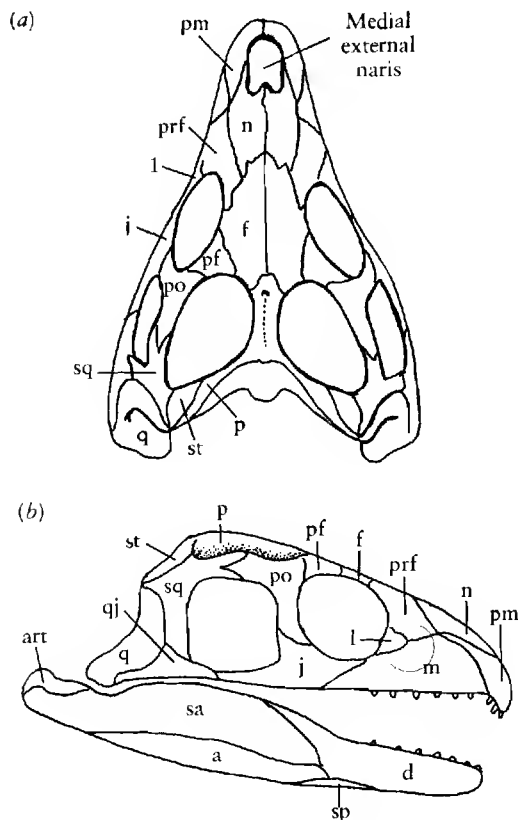 (a)
pm
Medial
external
naris
n
prf
l
j
f
pf
po
sq
st
p
q
(b)
p
st
pf
f
prf
n
pm
sq
po
qj
l
art
q
j
m
sa
a
d
sp